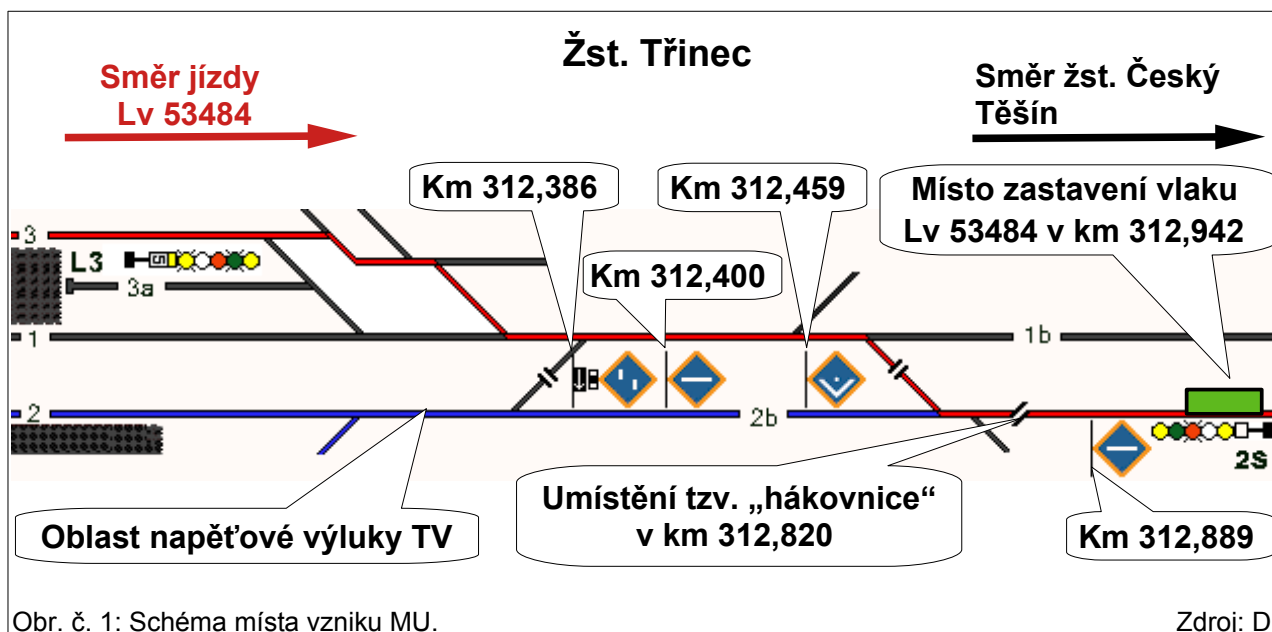 Žst. Třinec
Směr jízdy
Lv 53484
Směr žst. Český
Těšín
Km 312,386
Km 312,459
Místo zastavení vlaku
Lv 53484 v km 312,942
Km 312,400
3
L3
5
3a
1
1b
2
2b
2S
Oblast napěťové výluky TV
Umístění tzv. „hákovnice“
v km 312,820
Km 312,889
Obr. č. 1: Schéma místa vzniku MU.
Zdroj: D